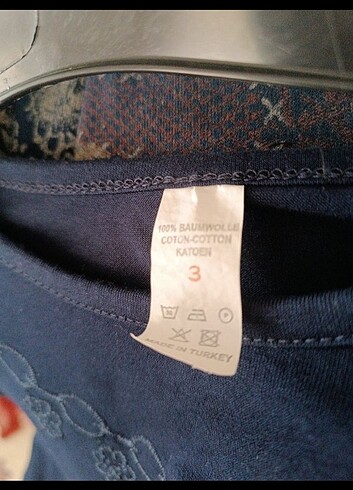 100% BAUMWOLLE
COTON-COTTON
KATOEN
3
MADE IN TURKEY